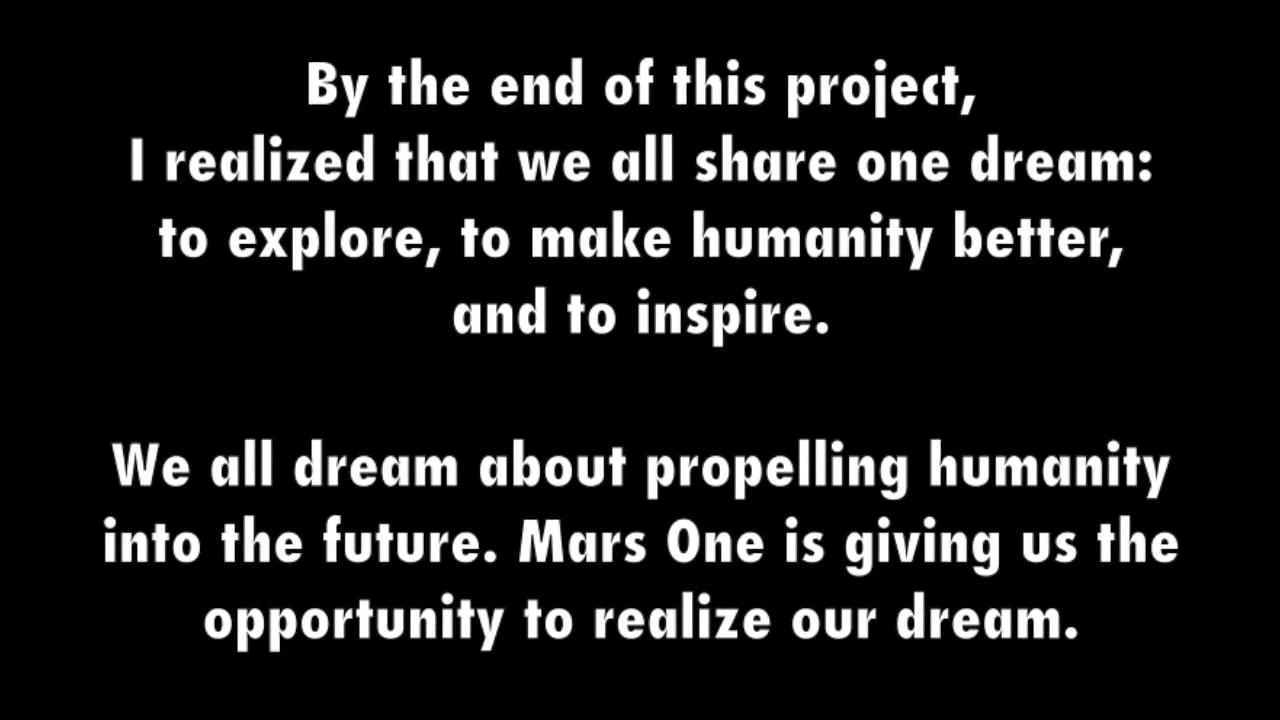 By the end of this project,
I realized that we all share one dream:
to explore, to make humanity better,
and to inspire.
We all dream about propelling humanity
into the future. Mars One is giving us the
opportunity to realize our dream.